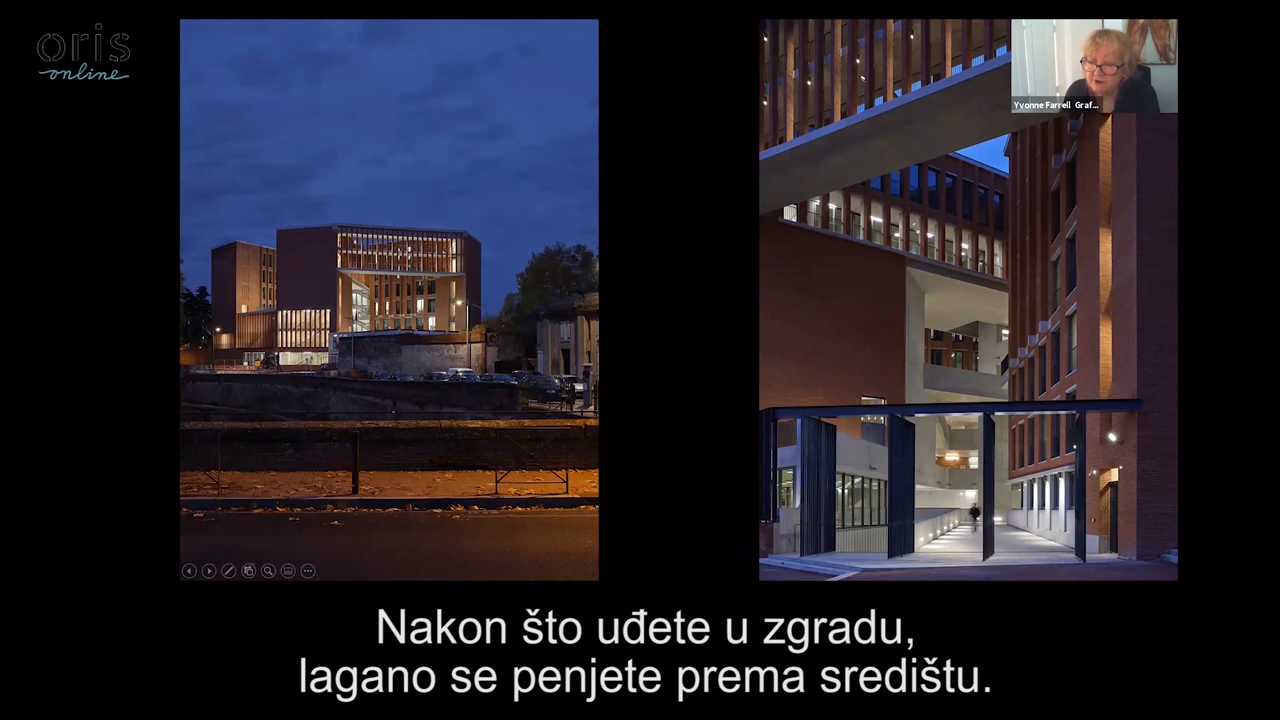 oris
online
Yvonne Farrell Graf...
Nakon što uđete u zgradu,
lagano se penjete prema središtu.